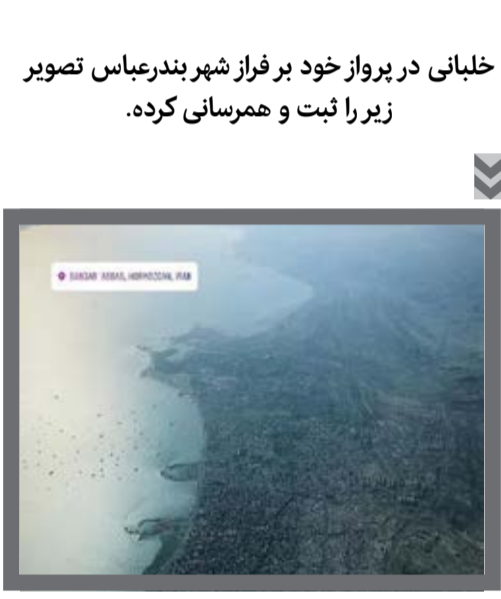 خلبانی در پرواز خود بر فراز شهر بندرعباس تصویر
زیر را ثبت و همرسانی کرده.
BANDAR ABBAS, HORMOZGAN, IRAN